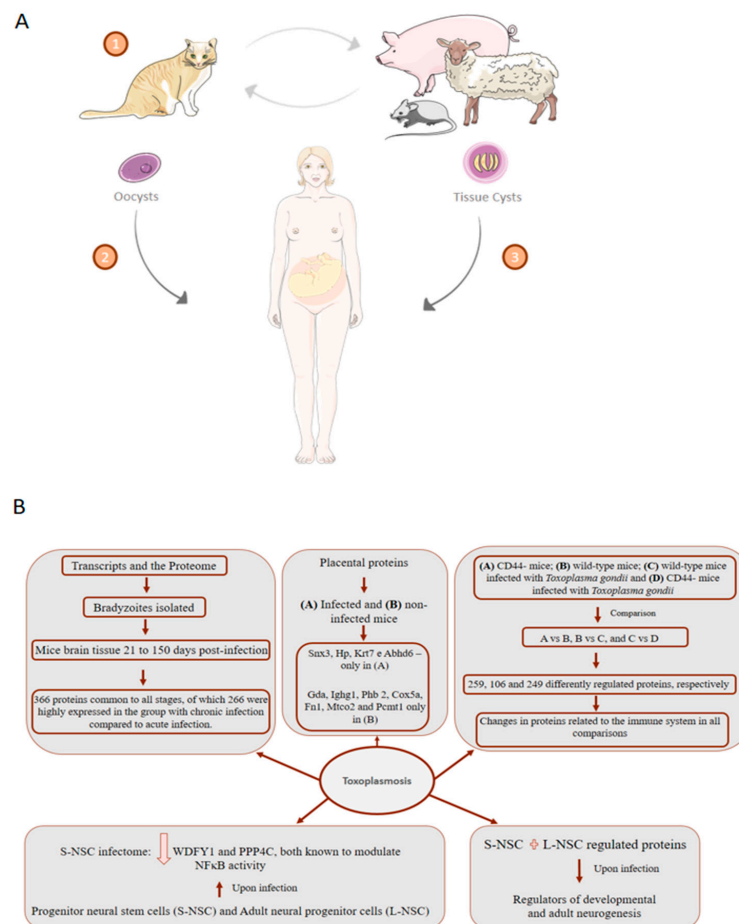 A
1
Oocysts
Tissue Cysts
2
3
B
Transcripts and the Proteome
Bradyzoites isolated
Mice brain tissue 21 to 150 days post-infection
366 proteins common to all stages, of which 266 were
highly expressed in the group with chronic infection
compared to acute infection.
Placental proteins
(A) Infected and (B) non-
infected mice
Snx3, Hp, Krt7 e Abhd6 –
only in (A)
Gda, Ighg1, Phb 2, Cox5a,
Fn1, Mtco2 and Pcmt1 only
in (B)
(A) CD44- mice; (B) wild-type mice; (C) wild-type mice
infected with Toxoplasma gondii and (D) CD44- mice
infected with Toxoplasma gondii
Comparison
A vs B, B vs C, and C vs D
259, 106 and 249 differently regulated proteins, respectively
Changes in proteins related to the immune system in all
comparisons
Toxoplasmosis
S-NSC infectome: WDFY1 and PPP4C, both known to modulate
NFκB activity
Upon infection
Progenitor neural stem cells (S-NSC) and Adult neural progenitor cells (L-NSC)
S-NSC + L-NSC regulated proteins
Upon infection
Regulators of developmental
and adult neurogenesis